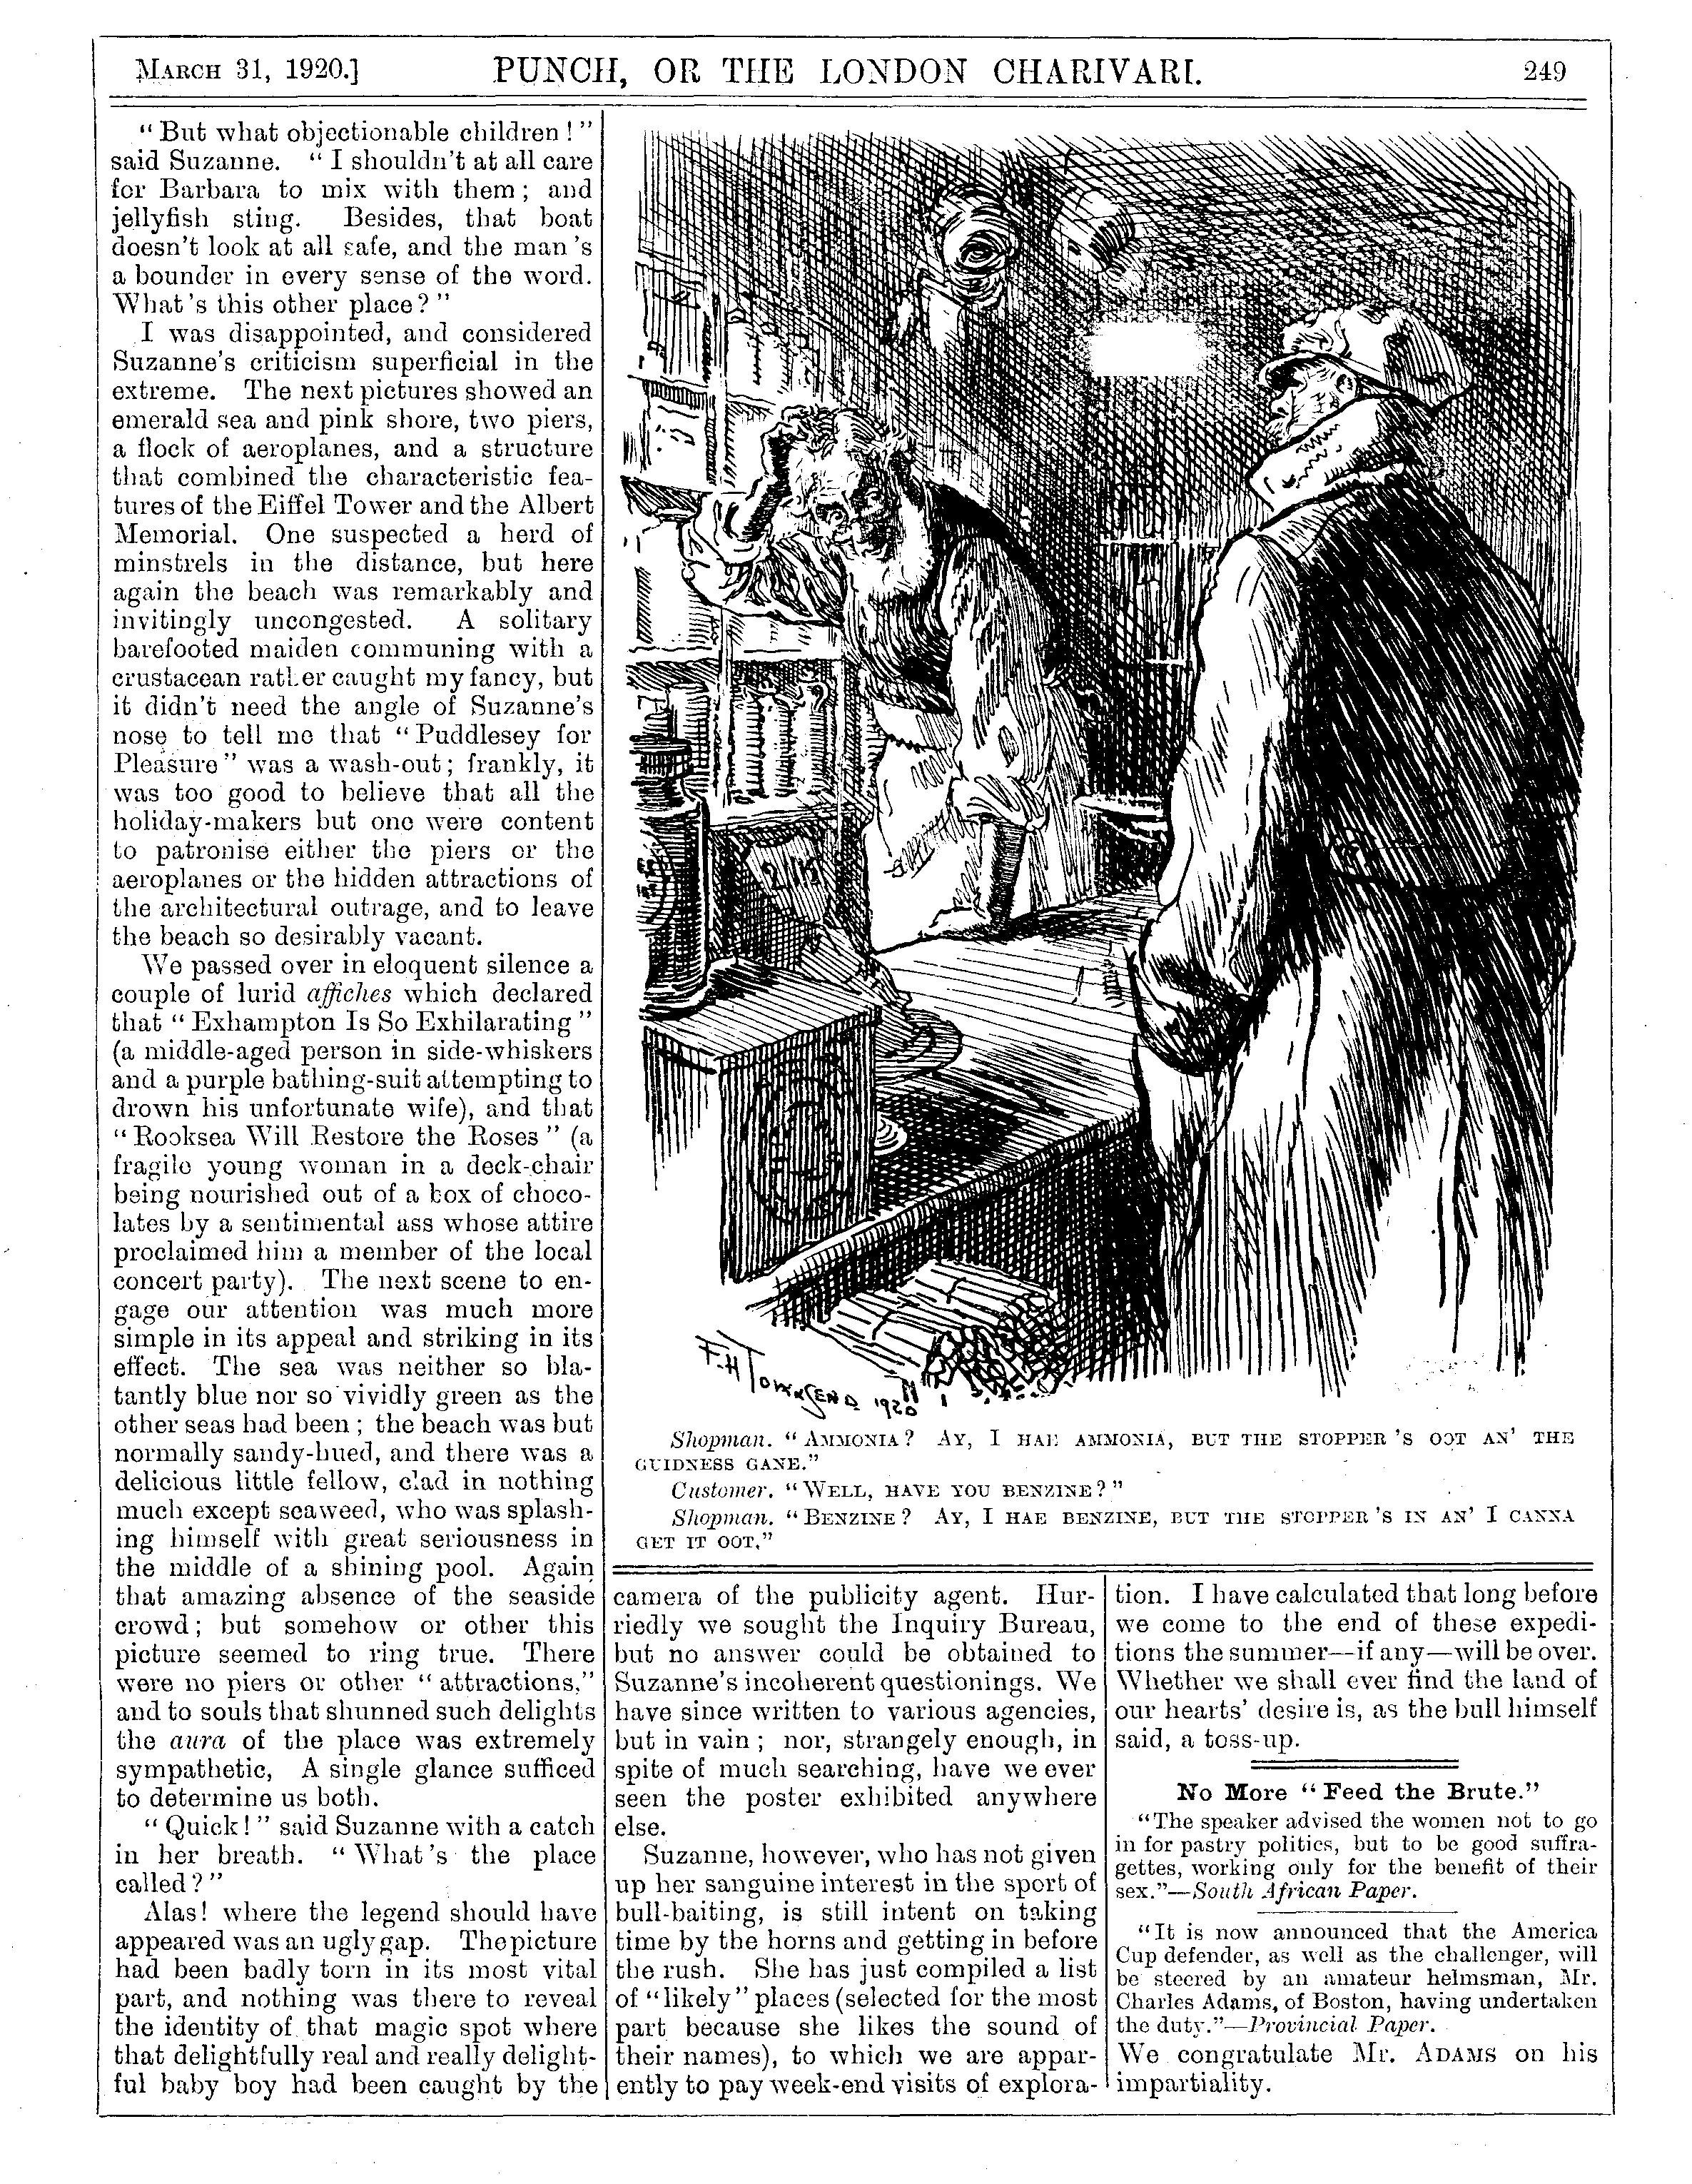 MARCH 31, 1920.] PUNCH, OR THE LONDON CHARIVARI. 249
"But what objectionable children!"
said Suzanne. "I shouldn't at all care
for Barbara to mix with them; and
jellyfish sting. Besides, that boat
doesn't look at all safe, and the man's
a bounder in every sense of the word.
What's this other place?"
I was disappointed, and considered
Suzanne's criticism superficial in the
extreme. The next pictures showed an
emerald sea and pink shore, two piers,
a flock of aeroplanes, and a structure
that combined the characteristic fea-
tures of the Eiffel Tower and the Albert
Memorial. One suspected a herd of
minstrels in the distance, but here
again the beach was remarkably and
invitingly uncongested. A solitary
barefooted maiden communing with a
crustacean rather caught my fancy, but
it didn't need the angle of Suzanne's
nose to tell me that "Puddlesey for
Pleasure" was a wash-out; frankly, it
was too good to believe that all the
holiday-makers but one were content
to patronise either the piers or the
aeroplanes or the hidden attractions of
the architectural outrage, and to leave
the beach so desirably vacant.
We passed over in eloquent silence a
couple of lurid affiches which declared
that "Exhampton Is So Exhilarating"
(a middle-aged person in side-whiskers
and a purple bathing-suit attempting to
drown his unfortunate wife), and that
"Rooksea Will Restore the Roses" (a
fragile young woman in a deck-chair
being nourished out of a box of choco-
lates by a sentimental ass whose attire
proclaimed him a member of the local
concert party). The next scene to en-
gage our attention was much more
simple in its appeal and striking in its
effect. The sea was neither so bla-
tantly blue nor so vividly green as the
other seas had been; the beach was but
normally sandy-hued, and there was a
delicious little fellow, clad in nothing
much except seaweed, who was splash-
ing himself with great seriousness in
the middle of a shining pool. Again
that amazing absence of the seaside
crowd; but somehow or other this
picture seemed to ring true. There
were no piers or other "attractions,"
and to souls that shunned such delights
the aura of the place was extremely
sympathetic, A single glance sufficed
to determine us both.
"Quick!" said Suzanne with a catch
in her breath. "What's the place
called?"
Alas! where the legend should have
appeared was an ugly gap. The picture
had been badly torn in its most vital
part, and nothing was there to reveal
the identity of that magic spot where
that delightfully real and really delight-
ful baby boy had been caught by the
2/1½
F. H. TOWNSEND 1920
Shopman. "AMMONIA? AY, I HAE AMMONIA, BUT THE STOPPER'S OOT AN' THE
GUIDNESS GANE."
Customer. "WELL, HAVE YOU BENZINE?"
Shopman. "BENZINE? AY, I HAE BENZINE, BUT THE STOPPER'S IN AN' I CANNA
GET IT OOT."
camera of the publicity agent. Hur-
riedly we sought the Inquiry Bureau,
but no answer could be obtained to
Suzanne's incoherent questionings. We
have since written to various agencies,
but in vain; nor, strangely enough, in
spite of much searching, have we ever
seen the poster exhibited anywhere
else.
Suzanne, however, who has not given
up her sanguine interest in the sport of
bull-baiting, is still intent on taking
time by the horns and getting in before
the rush. She has just compiled a list
of "likely" places (selected for the most
part because she likes the sound of
their names), to which we are appar-
ently to pay week-end visits of explora-
tion. I have calculated that long before
we come to the end of these expedi-
tions the summer—if any—will be over.
Whether we shall ever find the land of
our hearts' desire is, as the bull himself
said, a toss-up.
No More "Feed the Brute."
"The speaker advised the women not to go
in for pastry politics, but to be good suffra-
gettes, working only for the benefit of their
sex."—South African Paper.
"It is now announced that the America
Cup defender, as well as the challenger, will
be steered by an amateur helmsman, Mr.
Charles Adams, of Boston, having undertaken
the duty."—Provincial Paper.
We congratulate Mr. ADAMS on his
impartiality.